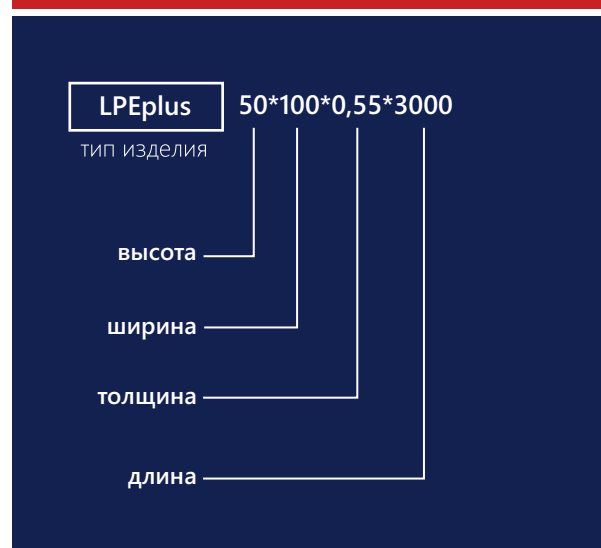 LPEplus 50*100*0,55*3000
тип изделия
высота
ширина
толщина
длина